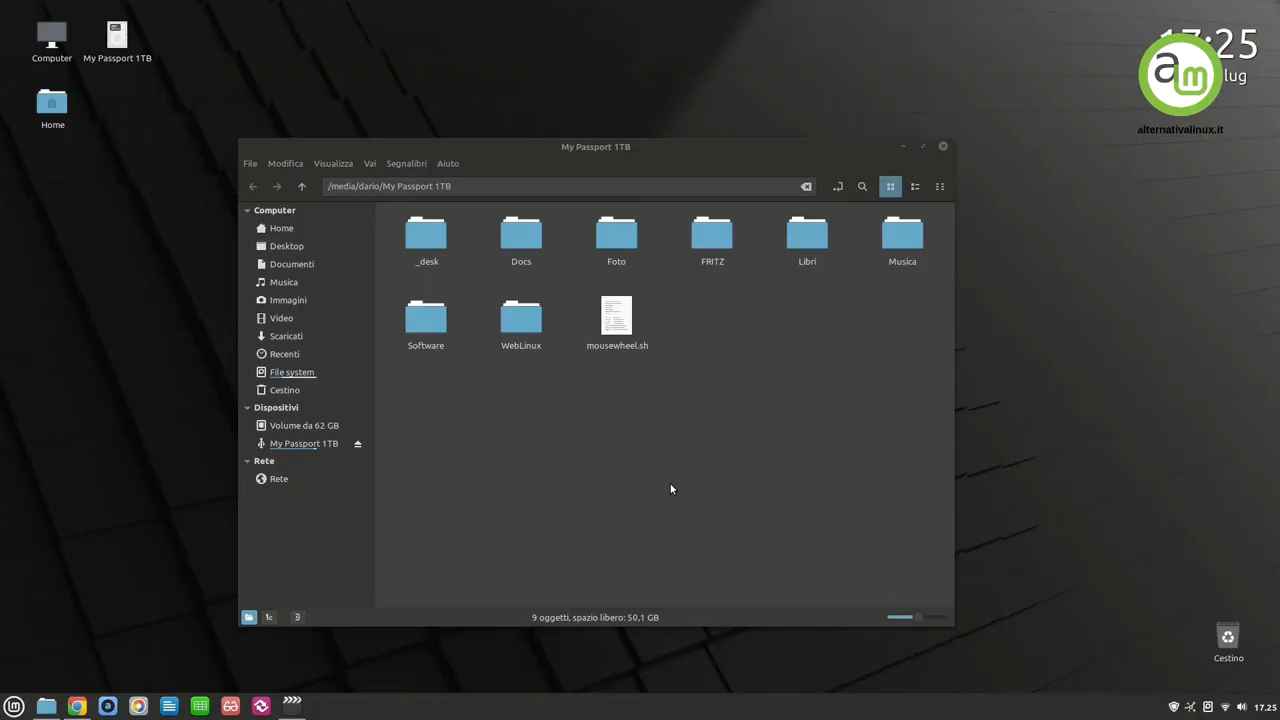 Computer
My Passport 1TB
Home
am
alternativalinux.it
:25
lug
My Passport 1TB
File Modifica Visualizza Vai Segnalibri Aiuto
/media/dario/My Passport 1TB
Computer
Home
Desktop
Documenti
Musica
Immagini
Video
Scaricati
Recenti
File system
Cestino
Dispositivi
Volume da 62 GB
My Passport 1TB
Rete
Rete
_desk Docs Foto FRITZ Libri Musica
Software WebLinux mousewheel.sh
9 oggetti, spazio libero: 50,1 GB
Cestino
17.25